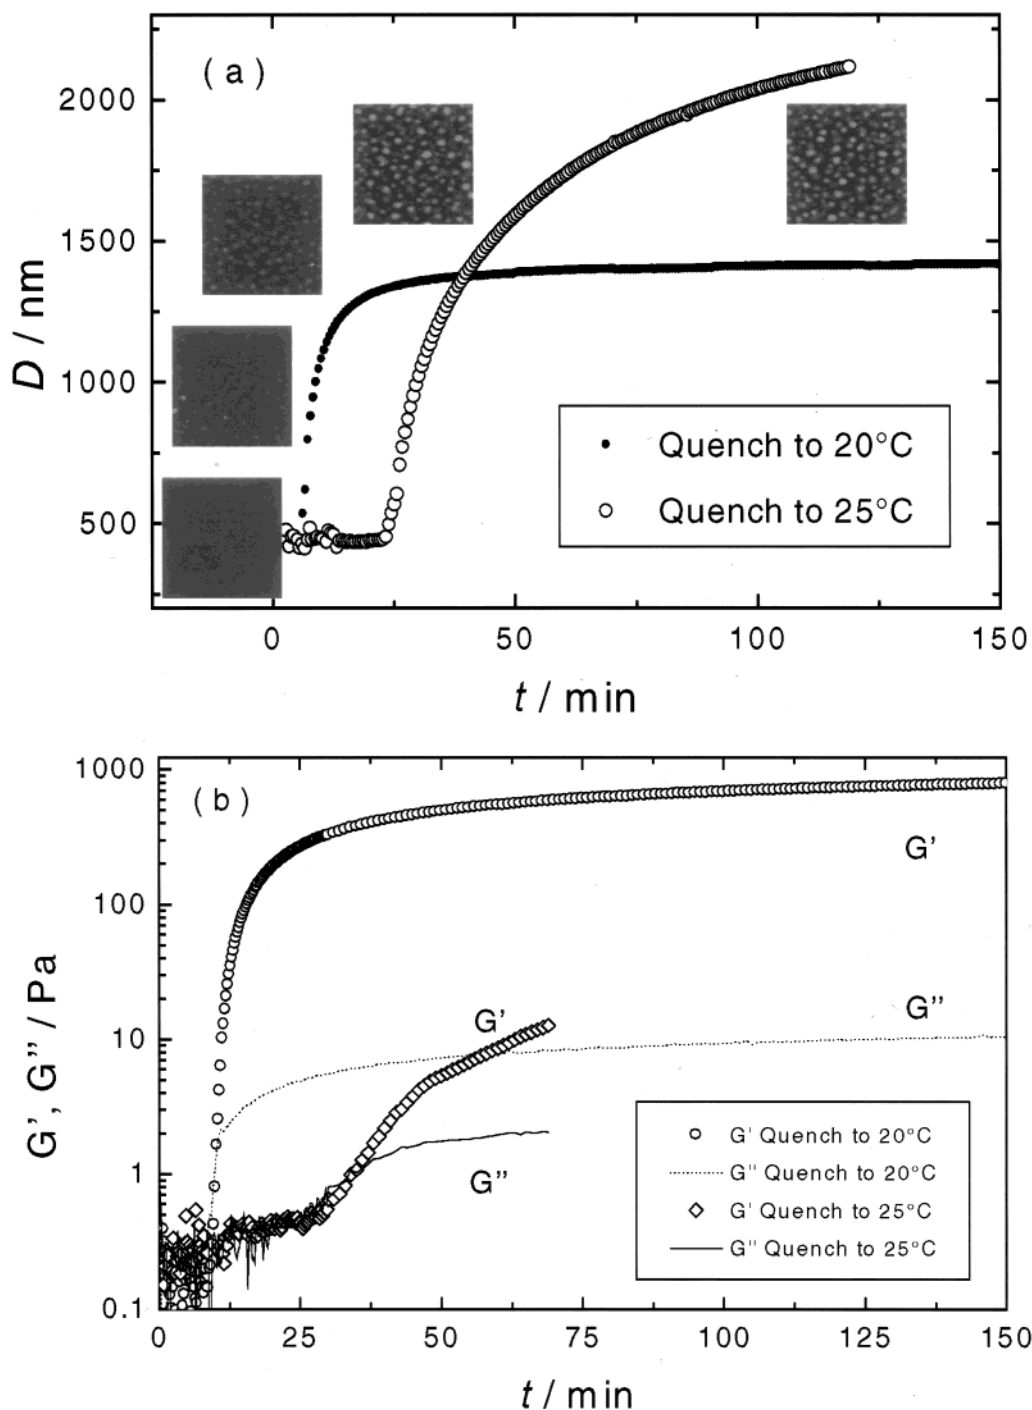 (a)
2000
1500
1000
500
D / nm
Quench to 20°C
Quench to 25°C
0 50 100 150
t / min
1000
100
10
1
0.1
(b)
G', G'' / Pa
G'
G''
G'
G''
G' Quench to 20°C
G'' Quench to 20°C
G' Quench to 25°C
G'' Quench to 25°C
0 25 50 75 100 125 150
t / min